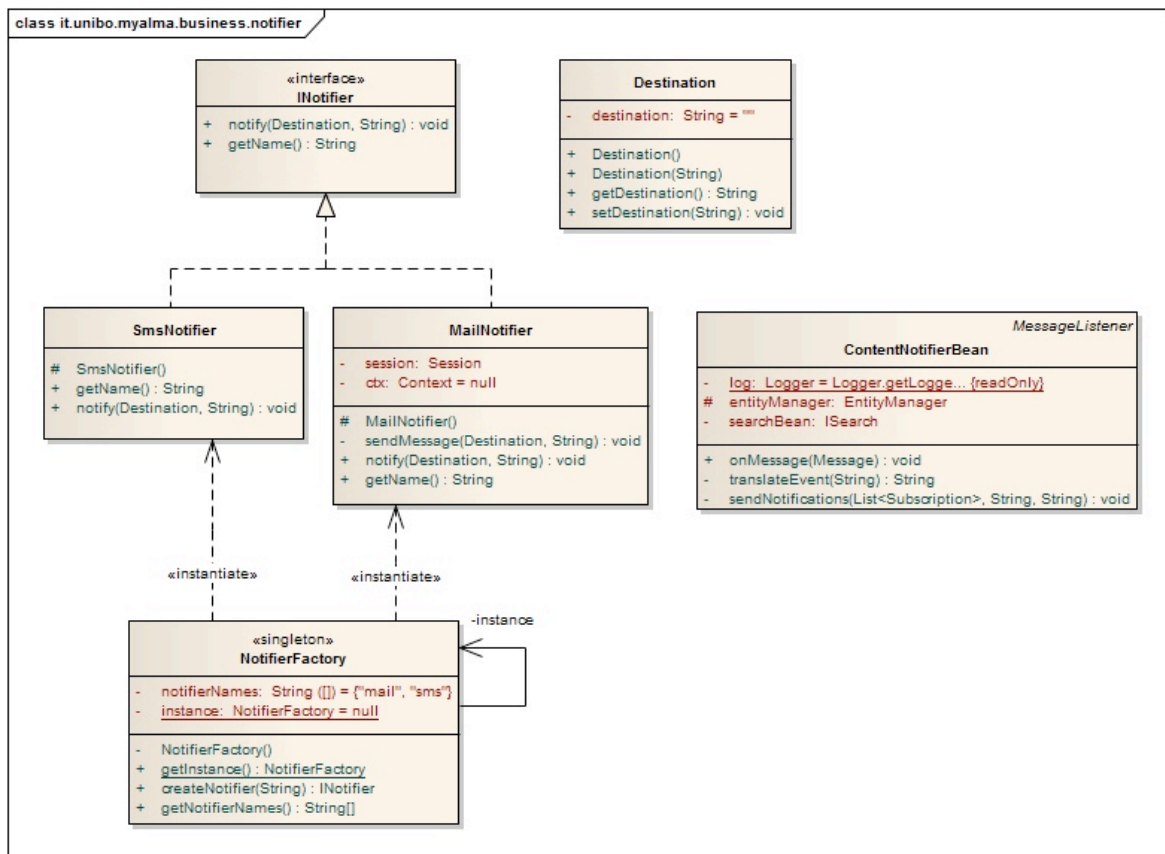 class it.unibo.myalma.business.notifier
«interface»
INotifier
+ notify(Destination, String) : void
+ getName() : String
Destination
- destination: String = ""
+ Destination()
+ Destination(String)
+ getDestination() : String
+ setDestination(String) : void
SmsNotifier
# SmsNotifier()
+ getName() : String
+ notify(Destination, String) : void
MailNotifier
- session: Session
- ctx: Context = null
# MailNotifier()
- sendMessage(Destination, String) : void
+ notify(Destination, String) : void
+ getName() : String
MessageListener
ContentNotifierBean
- log: Logger = Logger.getLogge... {readOnly}
# entityManager: EntityManager
- searchBean: ISearch
+ onMessage(Message) : void
- translateEvent(String) : String
- sendNotifications(List<Subscription>, String, String) : void
«instantiate»
«instantiate»
-instance
«singleton»
NotifierFactory
- notifierNames: String ([]) = {"mail", "sms"}
- instance: NotifierFactory = null
- NotifierFactory()
+ getInstance() : NotifierFactory
+ createNotifier(String) : INotifier
+ getNotifierNames() : String[]